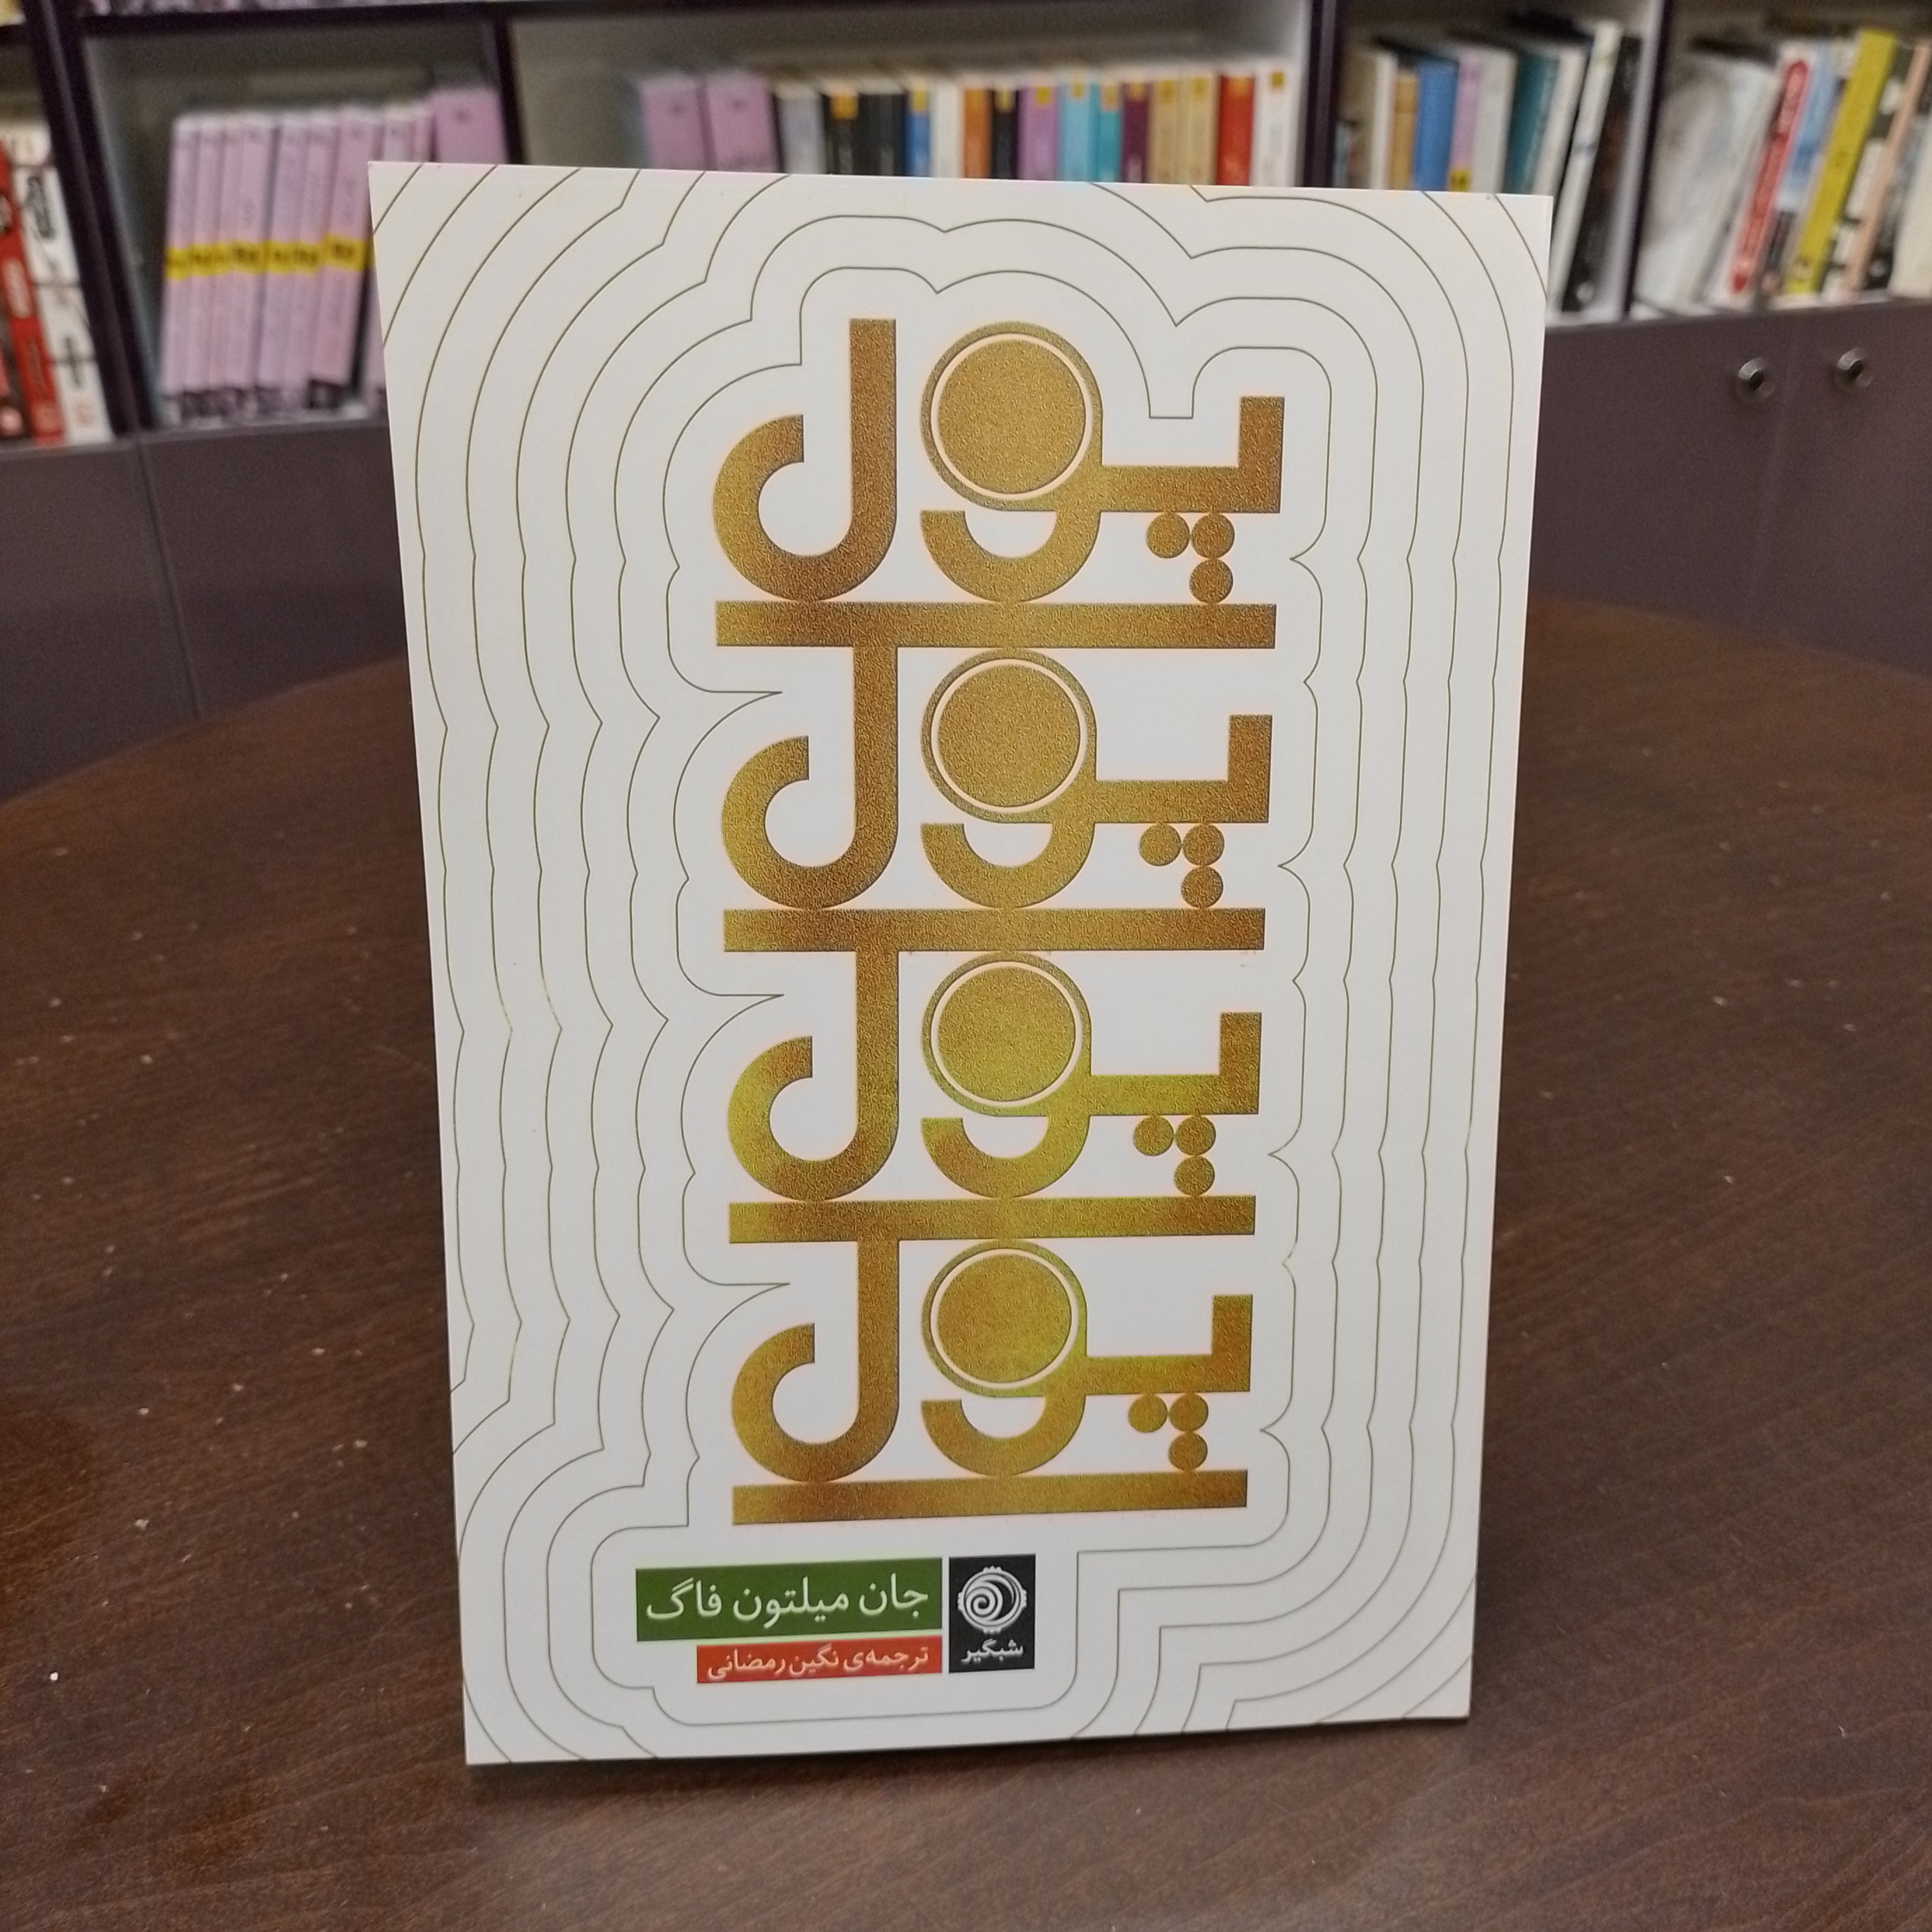 پول
پول
پول
پول
جان میلتون فاگ
ترجمه‌ی نگین رمضانی
شبگیر